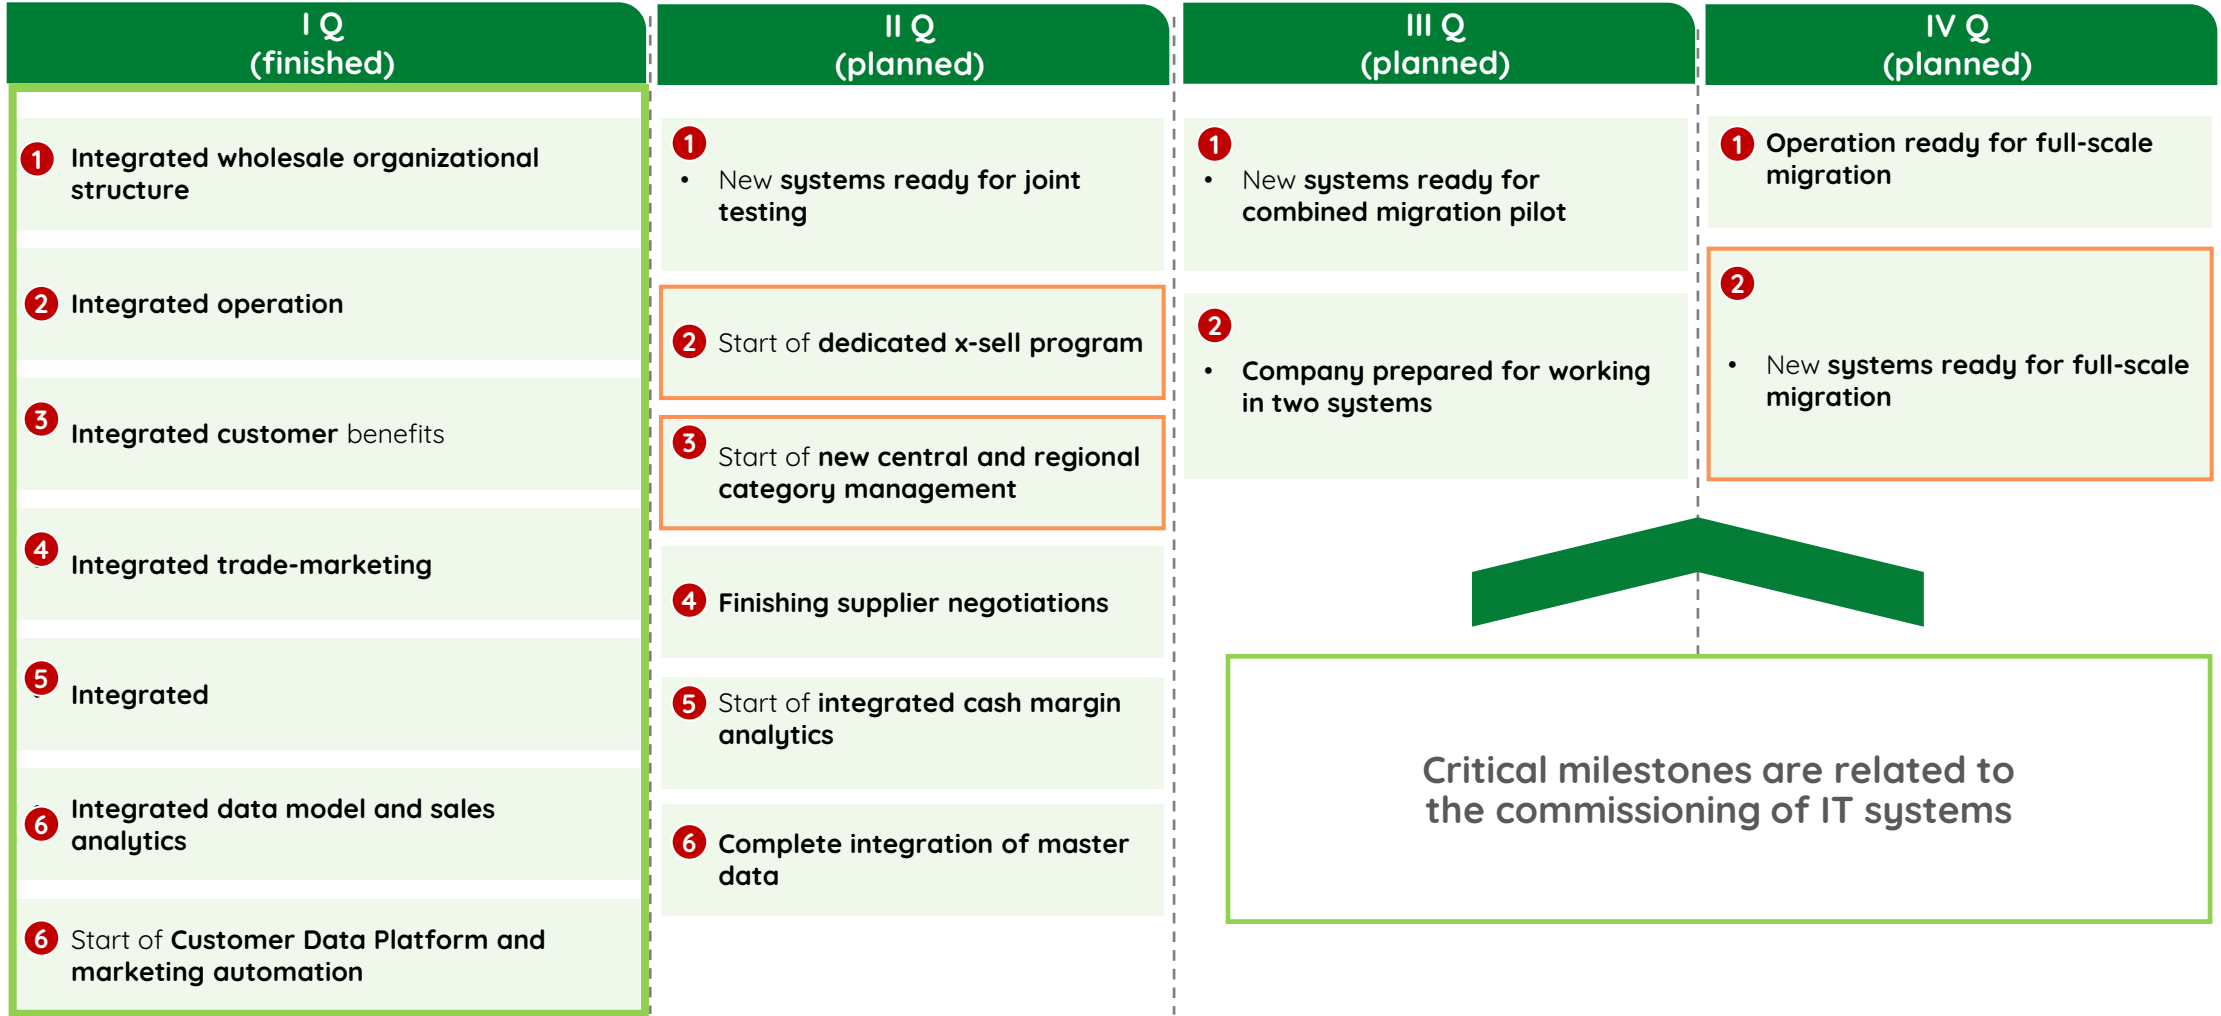 I Q
(finished)
1
Integrated wholesale organizational
structure
2
Integrated operation
3
Integrated customer benefits
4
Integrated trade-marketing
5
Integrated
6
Integrated data model and sales
analytics
6
Start of Customer Data Platform and
marketing automation
II Q
(planned)
1
• New systems ready for joint
testing
2
Start of dedicated x-sell program
3
Start of new central and regional
category management
4
Finishing supplier negotiations
5
Start of integrated cash margin
analytics
6
Complete integration of master
data
III Q
(planned)
1
• New systems ready for
combined migration pilot
2
• Company prepared for working
in two systems
IV Q
(planned)
1
Operation ready for full-scale
migration
2
• New systems ready for full-scale
migration
Critical milestones are related to
the commissioning of IT systems